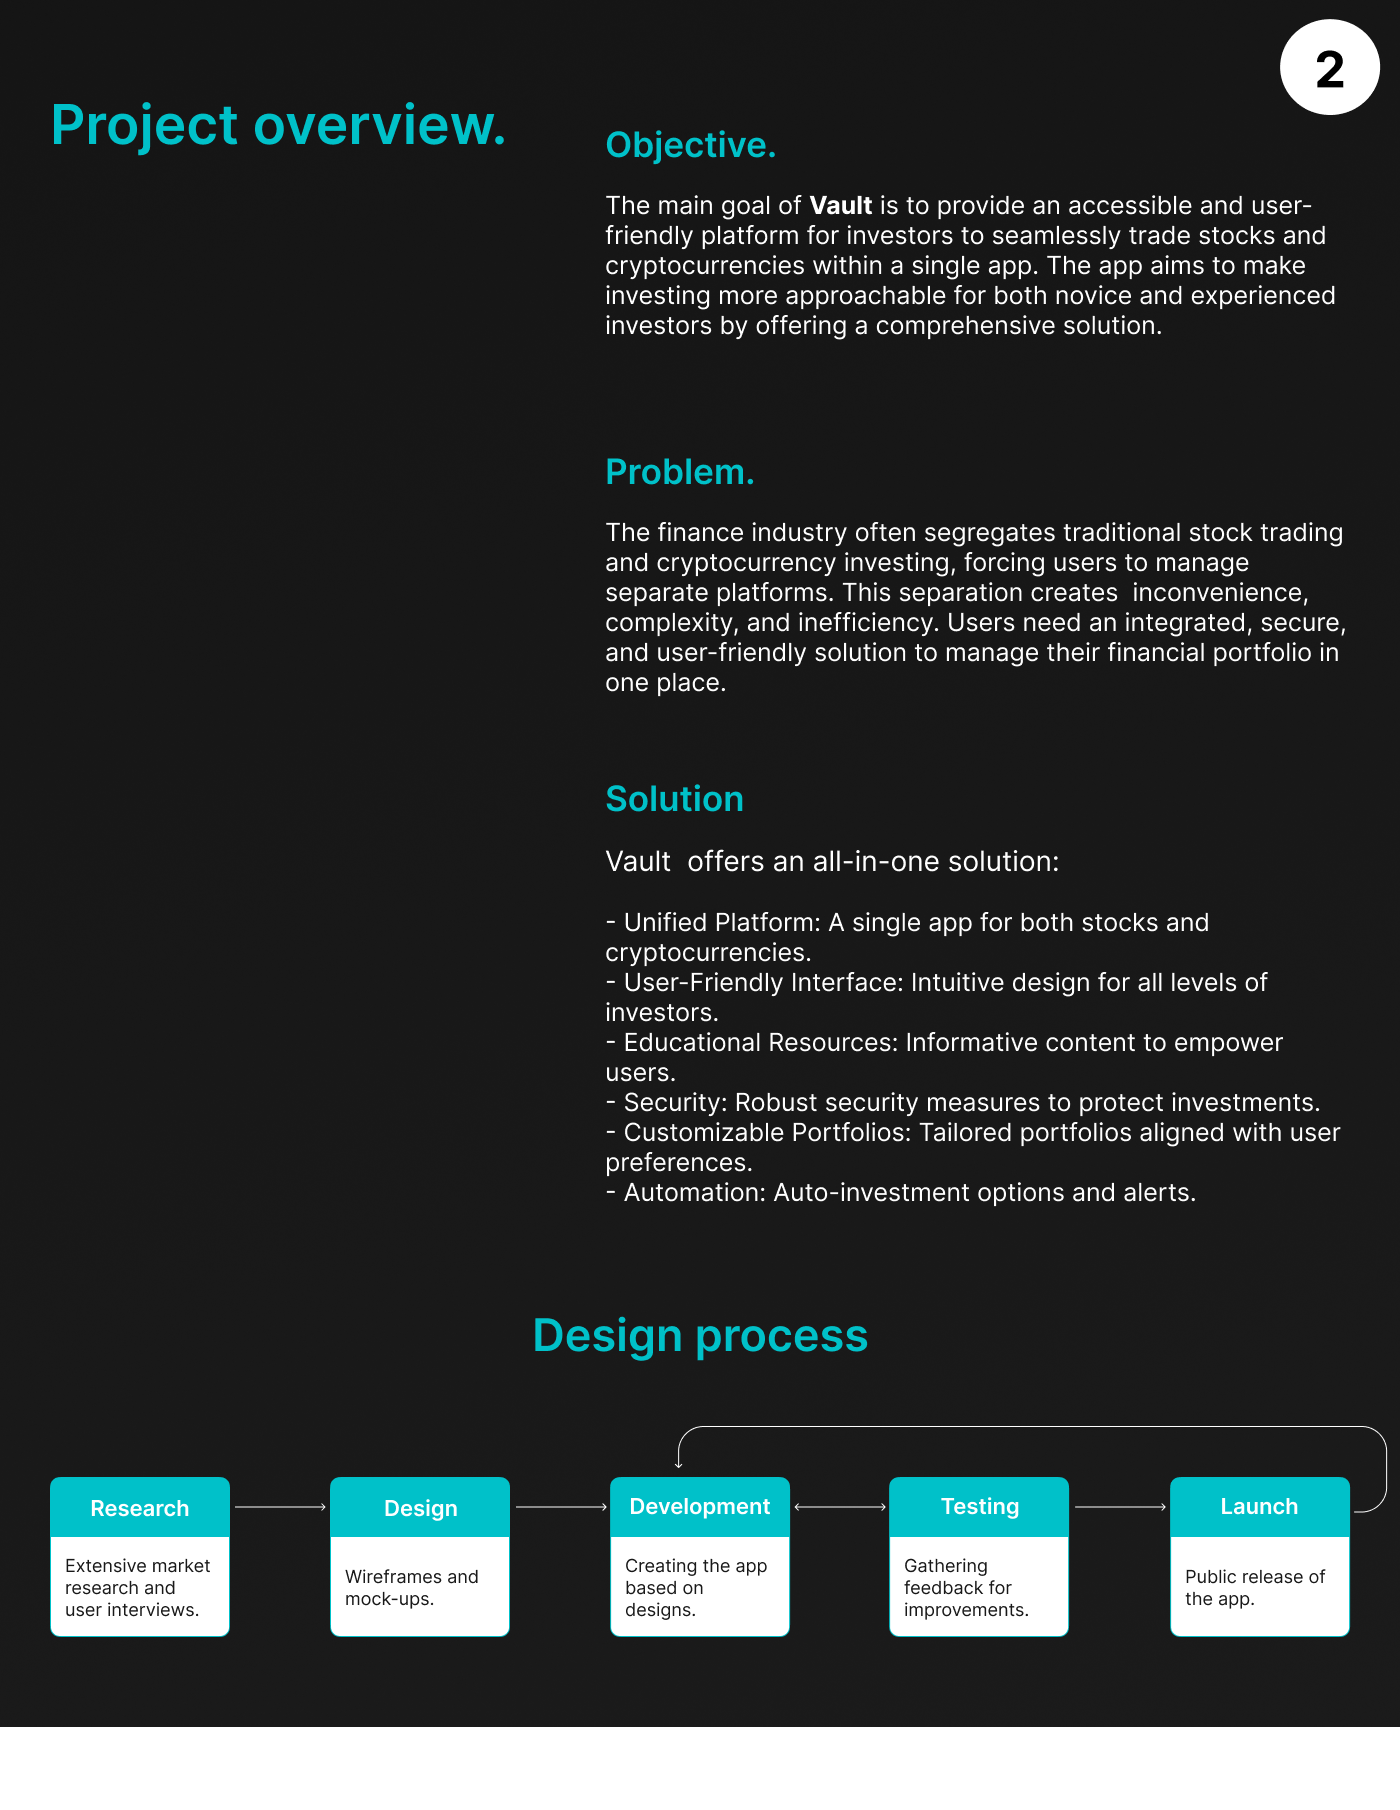 2
Project overview.
Objective.
The main goal of Vault is to provide an accessible and user-
friendly platform for investors to seamlessly trade stocks and
cryptocurrencies within a single app. The app aims to make
investing more approachable for both novice and experienced
investors by offering a comprehensive solution.
Problem.
The finance industry often segregates traditional stock trading
and cryptocurrency investing, forcing users to manage
separate platforms. This separation creates  inconvenience,
complexity, and inefficiency. Users need an integrated, secure,
and user-friendly solution to manage their financial portfolio in
one place.
Solution
Vault  offers an all-in-one solution:
- Unified Platform: A single app for both stocks and
cryptocurrencies.
- User-Friendly Interface: Intuitive design for all levels of
investors.
- Educational Resources: Informative content to empower
users.
- Security: Robust security measures to protect investments.
- Customizable Portfolios: Tailored portfolios aligned with user
preferences.
- Automation: Auto-investment options and alerts.
Design process
Research
Extensive market
research and
user interviews.
Design
Wireframes and
mock-ups.
Development
Creating the app
based on
designs.
Testing
Gathering
feedback for
improvements.
Launch
Public release of
the app.